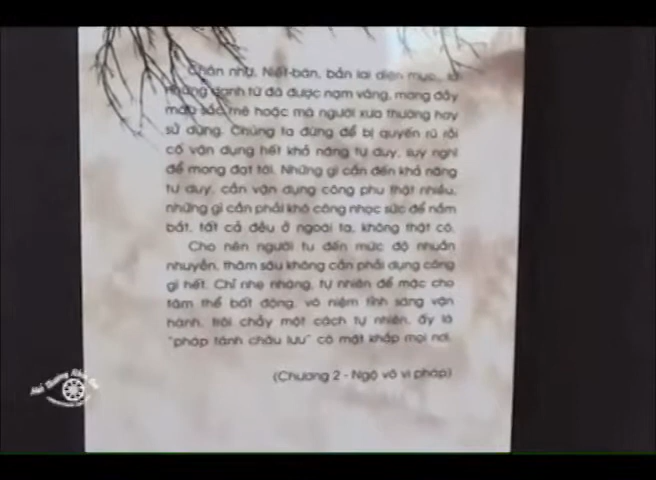 Chân như, Niết-bàn, bản lai diện mục, là
những danh từ đã được nạm vàng, mang đầy
màu sắc mê hoặc mà người xưa thường hay
sử dụng. Chúng ta đừng để bị quyến rũ rồi
cố vận dụng hết khả năng tư duy, suy nghĩ
để mong đạt tới. Những gì cần đến khả năng
tư duy, cần vận dụng công phu thật nhiều,
những gì cần phải khó công nhọc sức để nắm
bắt, tất cả đều ở ngoài ta, không thật có.
Cho nên người tu đến mức độ nhuần
nhuyễn, thâm sâu không cần phải dụng công
gì hết. Chỉ nhẹ nhàng, tự nhiên để mặc cho
tâm thể bất động, vô niệm tỉnh sáng vận
hành, trôi chảy một cách tự nhiên, ấy là
"pháp tánh châu lưu" có mặt khắp mọi nơi.
(Chương 2 - Ngộ vô vi pháp)